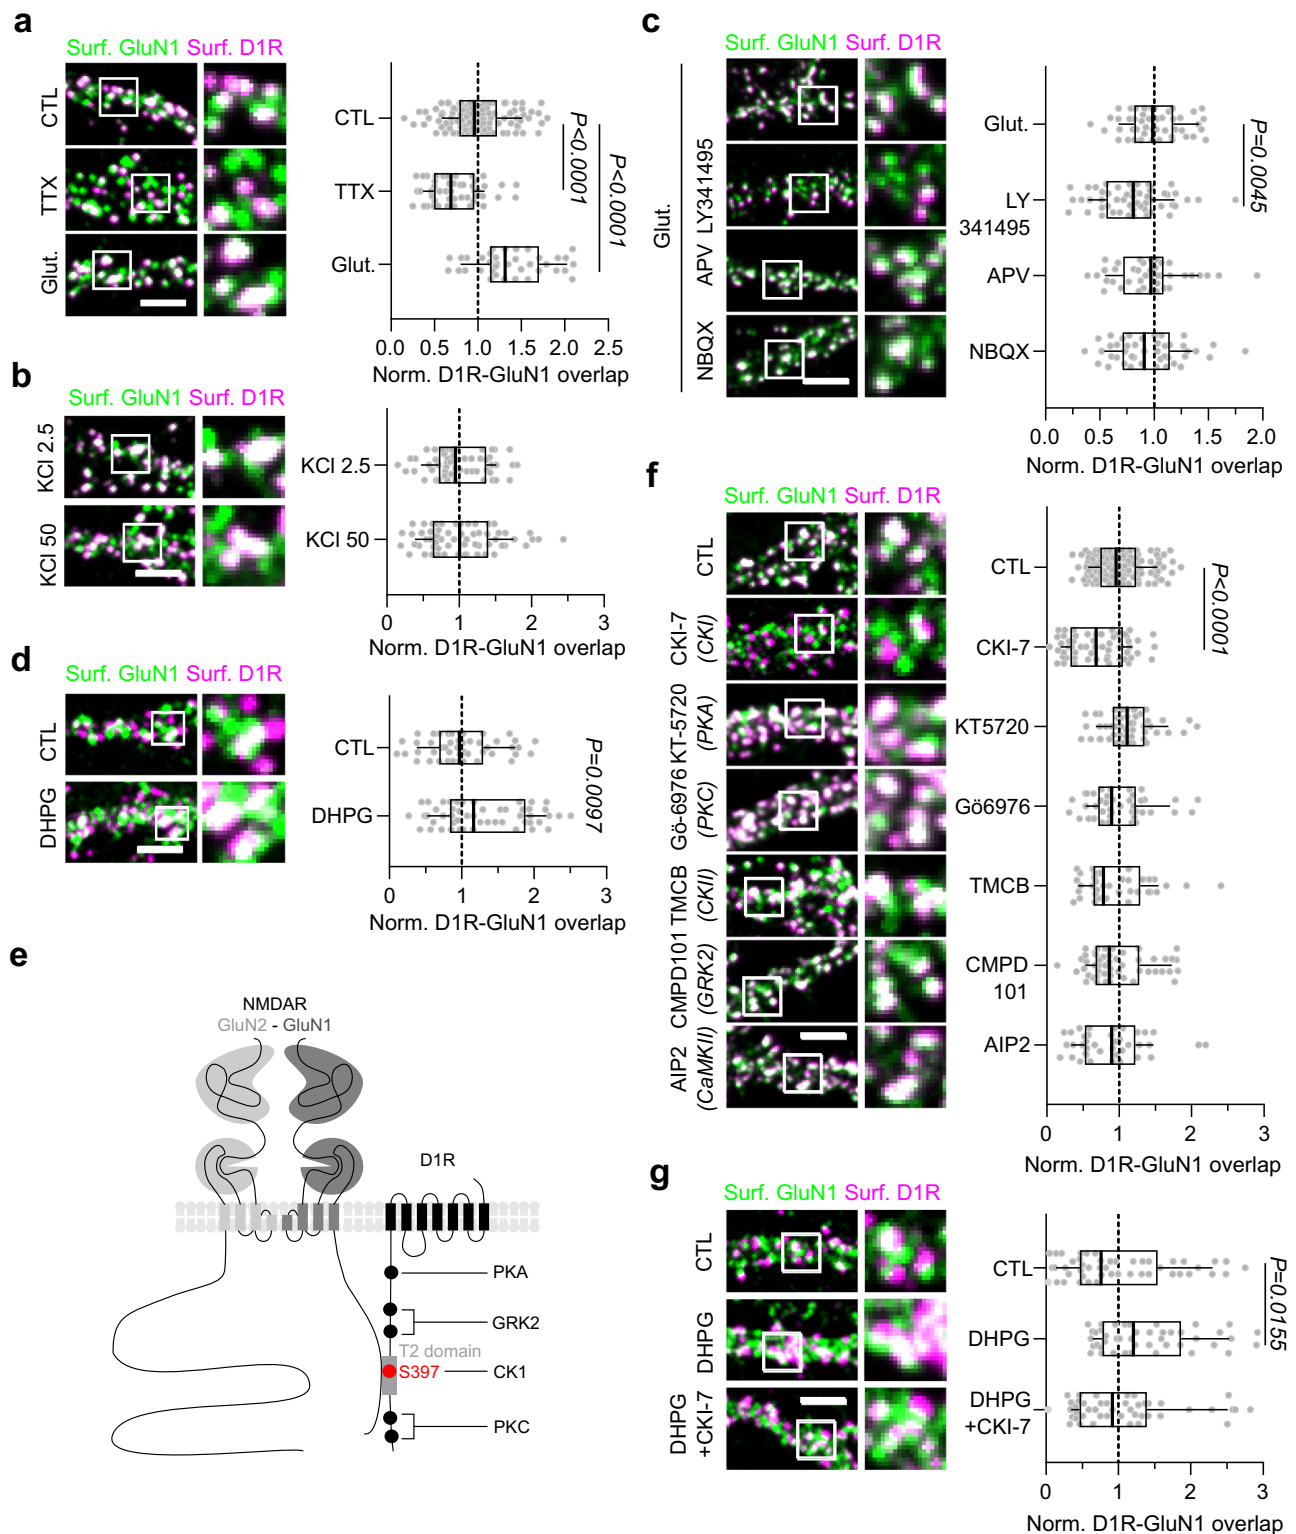 a
Surf. GluN1 Surf. D1R
CTL
TTX
Glut.
CTL
TTX
Glut.
P<0.0001
P<0.0001
0.0 0.5 1.0 1.5 2.0 2.5
Norm. D1R-GluN1 overlap
b
Surf. GluN1 Surf. D1R
KCl 2.5
KCl 50
KCl 2.5
KCl 50
0 1 2 3
Norm. D1R-GluN1 overlap
c
Surf. GluN1 Surf. D1R
Glut.
LY341495
APV
NBQX
Glut.
LY
341495
APV
NBQX
P=0.0045
0.0 0.5 1.0 1.5 2.0
Norm. D1R-GluN1 overlap
d
Surf. GluN1 Surf. D1R
CTL
DHPG
CTL
DHPG
P=0.0097
0 1 2 3
Norm. D1R-GluN1 overlap
e
NMDAR
GluN2 - GluN1
D1R
PKA
GRK2
T2 domain
S397
CK1
PKC
f
Surf. GluN1 Surf. D1R
CTL
CKI-7
(CKI)
KT-5720
(PKA)
Gö-6976
(PKC)
TMCB
(CKII)
CMPD101
(GRK2)
AIP2
(CaMKII)
CTL
CKI-7
KT5720
Gö6976
TMCB
CMPD
101
AIP2
P<0.0001
0 1 2 3
Norm. D1R-GluN1 overlap
g
Surf. GluN1 Surf. D1R
CTL
DHPG
DHPG
+CKI-7
CTL
DHPG
DHPG
+CKI-7
P=0.0155
0 1 2 3
Norm. D1R-GluN1 overlap